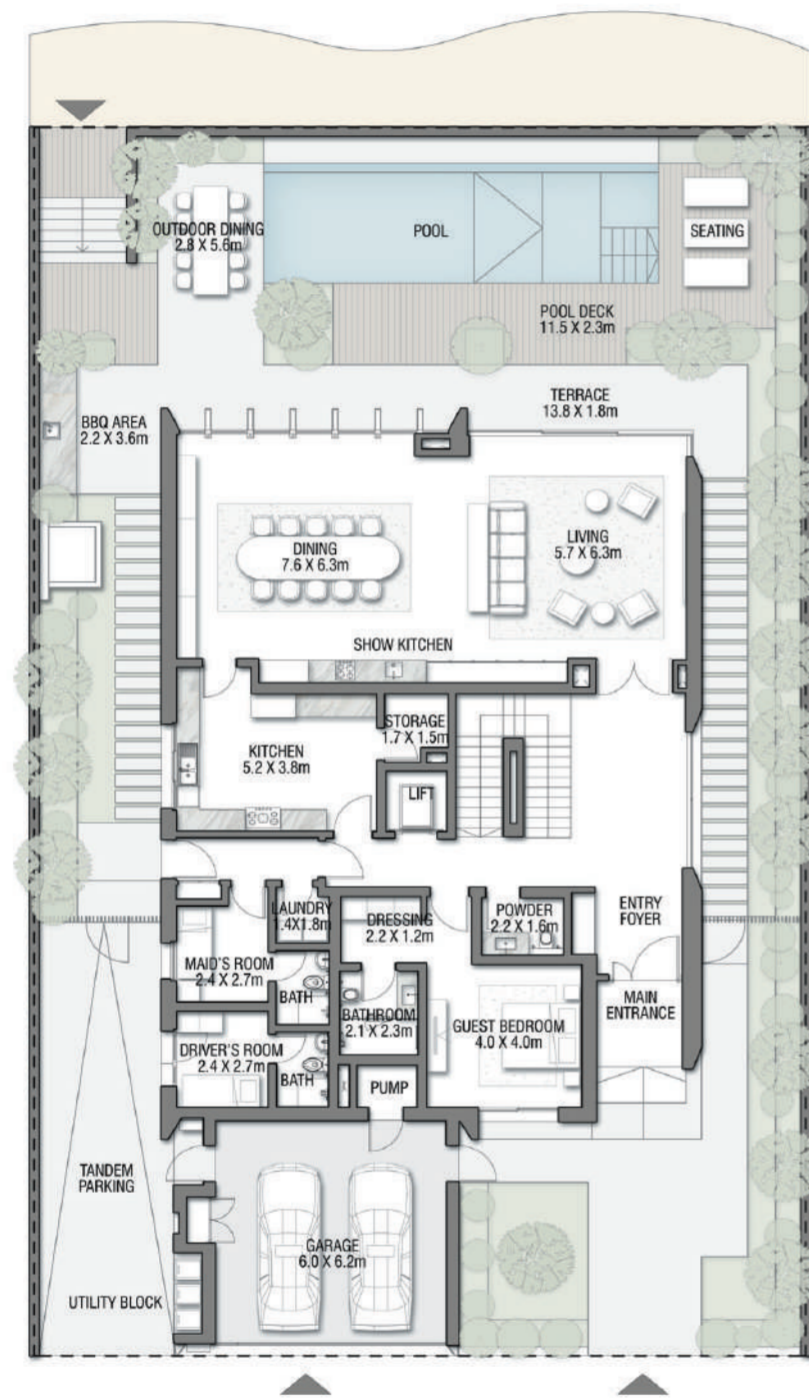 OUTDOOR DINING
2.8 X 5.6m
POOL
SEATING
POOL DECK
11.5 X 2.3m
TERRACE
13.8 X 1.8m
BBQ AREA
2.2 X 3.6m
DINING
7.6 X 6.3m
LIVING
5.7 X 6.3m
SHOW KITCHEN
STORAGE
1.7 X 1.5m
KITCHEN
5.2 X 3.8m
LIFT
LAUNDRY
1.4X1.8m
DRESSING
2.2 X 1.2m
POWDER
2.2 X 1.6m
ENTRY
FOYER
MAID'S ROOM
2.4 X 2.7m
BATH
BATHROOM
2.1 X 2.3m
GUEST BEDROOM
4.0 X 4.0m
MAIN
ENTRANCE
DRIVER'S ROOM
2.4 X 2.7m
BATH
PUMP
TANDEM
PARKING
GARAGE
6.0 X 6.2m
UTILITY BLOCK